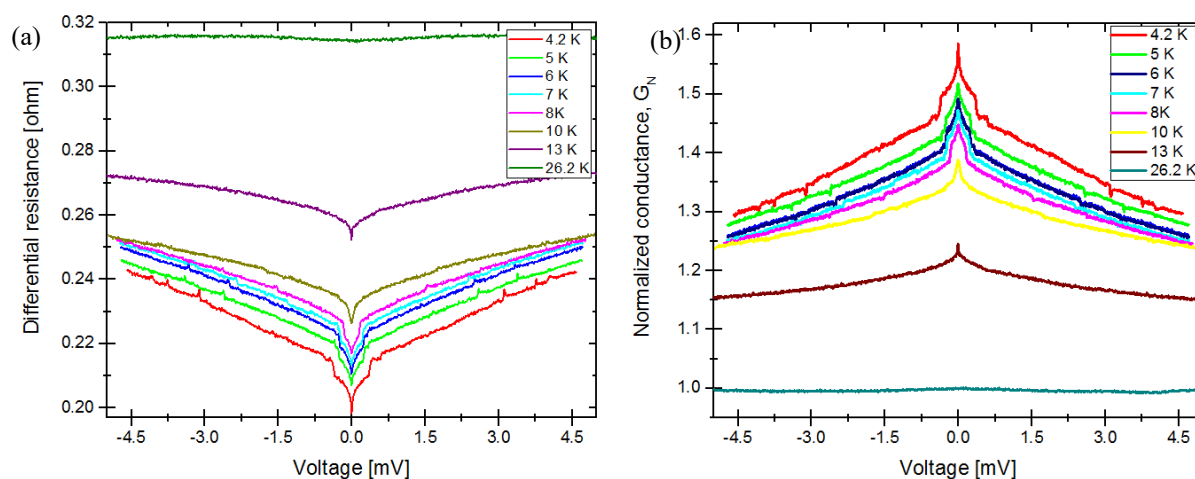 (a)
0.32
0.30
0.28
0.26
0.24
0.22
0.20
Differential resistance [ohm]
4.2 K
5 K
6 K
7 K
8K
10 K
13 K
26.2 K
-4.5 -3.0 -1.5 0.0 1.5 3.0 4.5
Voltage [mV]
(b)
1.6
1.5
1.4
1.3
1.2
1.1
1.0
Normalized conductance, G_N
4.2 K
5 K
6 K
7 K
8K
10 K
13 K
26.2 K
-4.5 -3.0 -1.5 0.0 1.5 3.0 4.5
Voltage [mV]